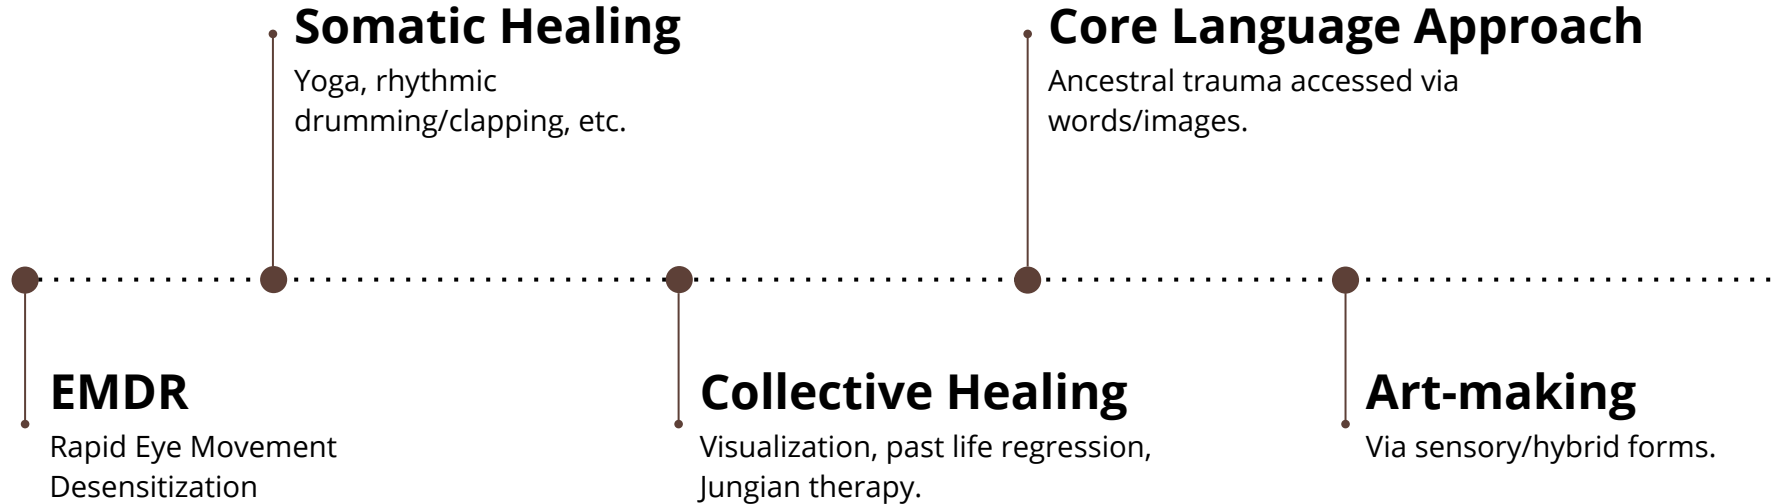 Somatic Healing
Yoga, rhythmic
drumming/clapping, etc.
Core Language Approach
Ancestral trauma accessed via
words/images.
EMDR
Rapid Eye Movement
Desensitization
Collective Healing
Visualization, past life regression,
Jungian therapy.
Art-making
Via sensory/hybrid forms.